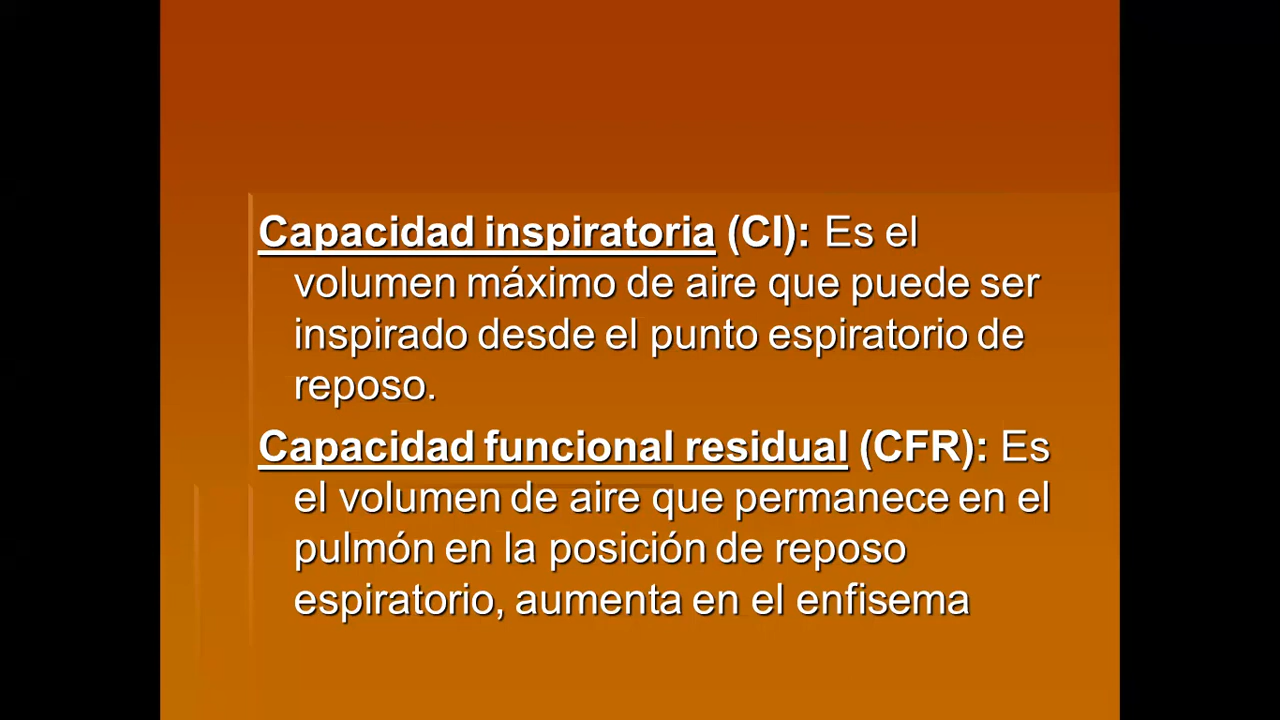 Capacidad inspiratoria (CI): Es el
volumen máximo de aire que puede ser
inspirado desde el punto espiratorio de
reposo.
Capacidad funcional residual (CFR): Es
el volumen de aire que permanece en el
pulmón en la posición de reposo
espiratorio, aumenta en el enfisema